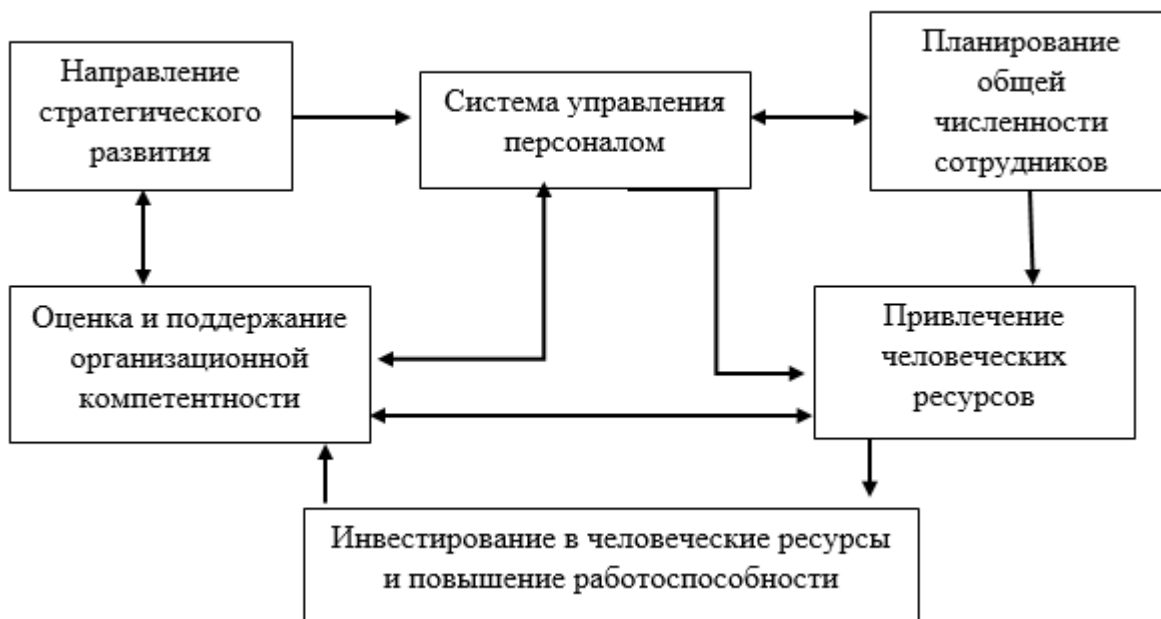 Направление
стратегического
развития
Система управления
персоналом
Планирование
общей
численности
сотрудников
Оценка и поддержание
организационной
компетентности
Привлечение
человеческих
ресурсов
Инвестирование в человеческие ресурсы
и повышение работоспособности